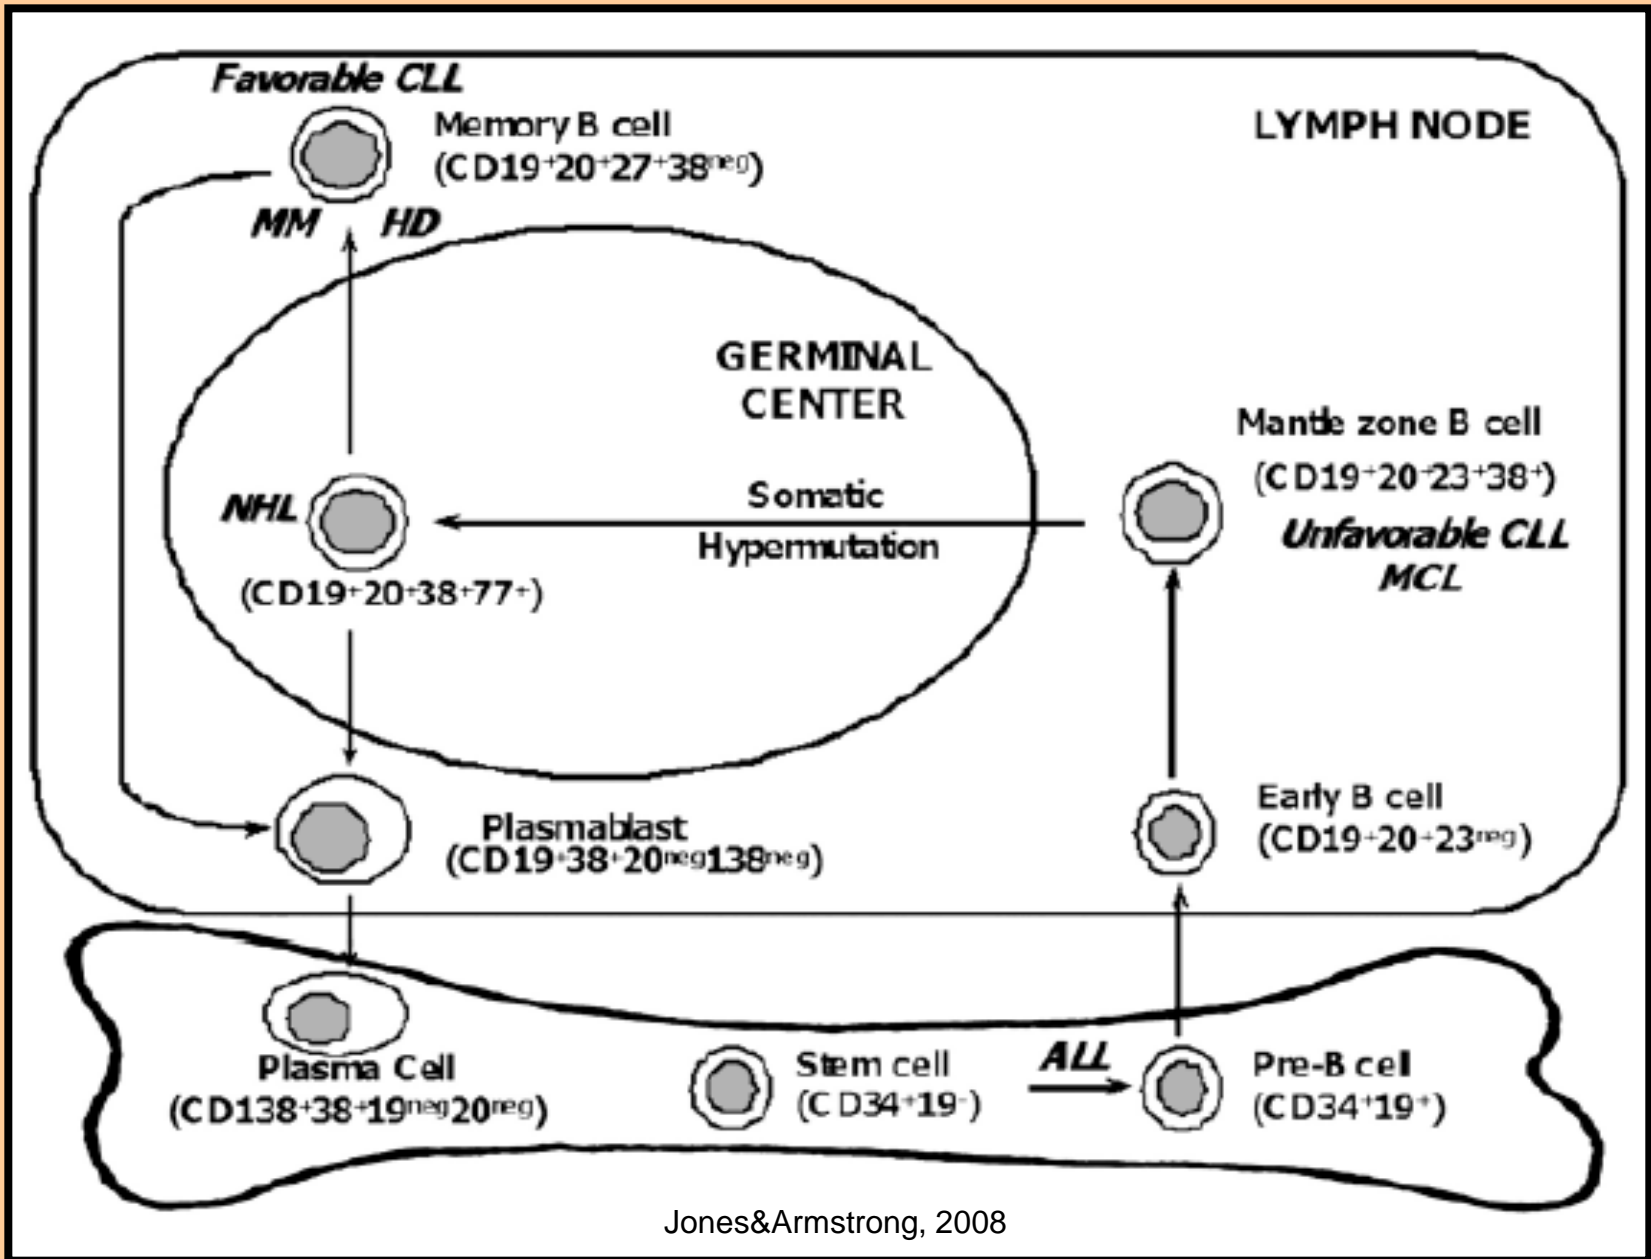 Favorable CLL
Memory B cell
(CD19⁺20⁺27⁺38ⁿᵉᵍ)
LYMPH NODE
MM HD
GERMINAL
CENTER
Mantle zone B cell
(CD19⁺20⁺23⁺38⁺)
Unfavorable CLL
MCL
NHL
Somatic
Hypermutation
(CD19⁺20⁺38⁺77⁺)
Early B cell
(CD19⁺20⁺23ⁿᵉᵍ)
Plasmablast
(CD19⁺38⁺20ⁿᵉᵍ138ⁿᵉᵍ)
Plasma Cell
(CD138⁺38⁺19ⁿᵉᵍ20ⁿᵉᵍ)
Stem cell
(CD34⁺19⁻)
ALL
Pre-B cell
(CD34⁺19⁺)
Jones&Armstrong, 2008